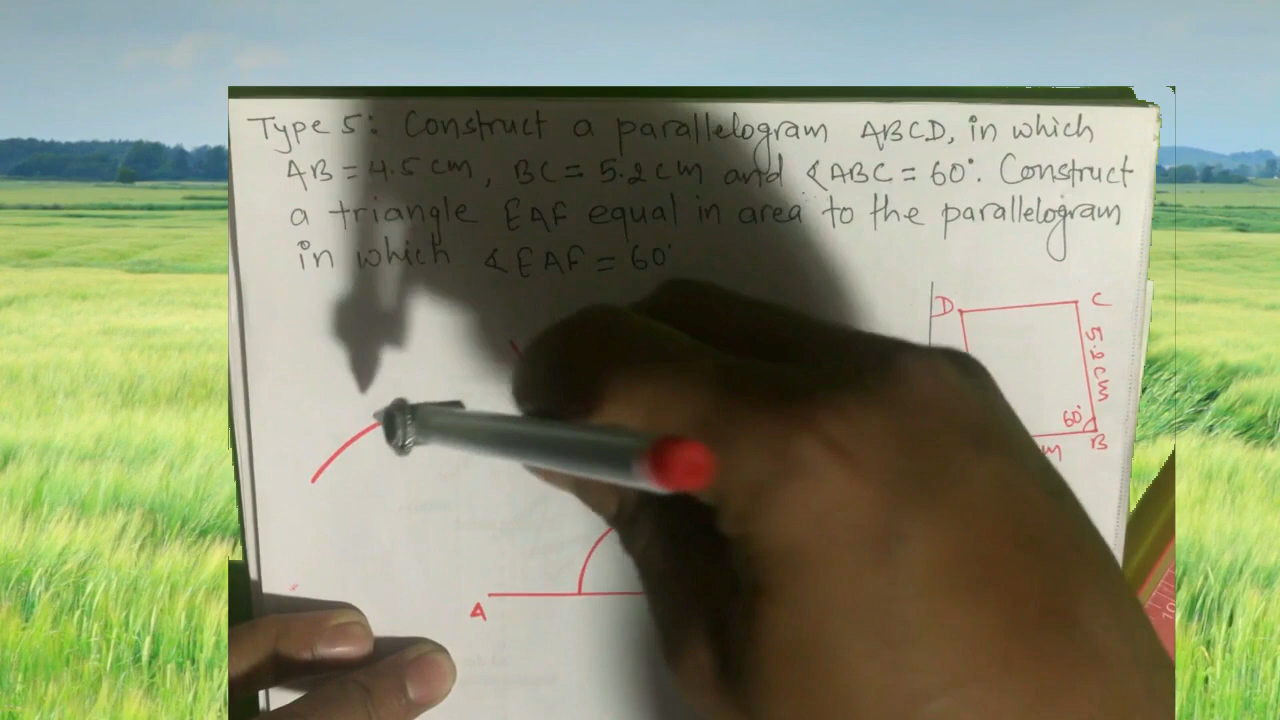 Type 5: Construct a parallelogram ABCD, in which
AB = 4.5 cm, BC = 5.2 cm and ∢ABC = 60°. Construct
a triangle EAF equal in area to the parallelogram
in which ∢EAF = 60°
D C
5.2 cm
60°
B
m
A
10